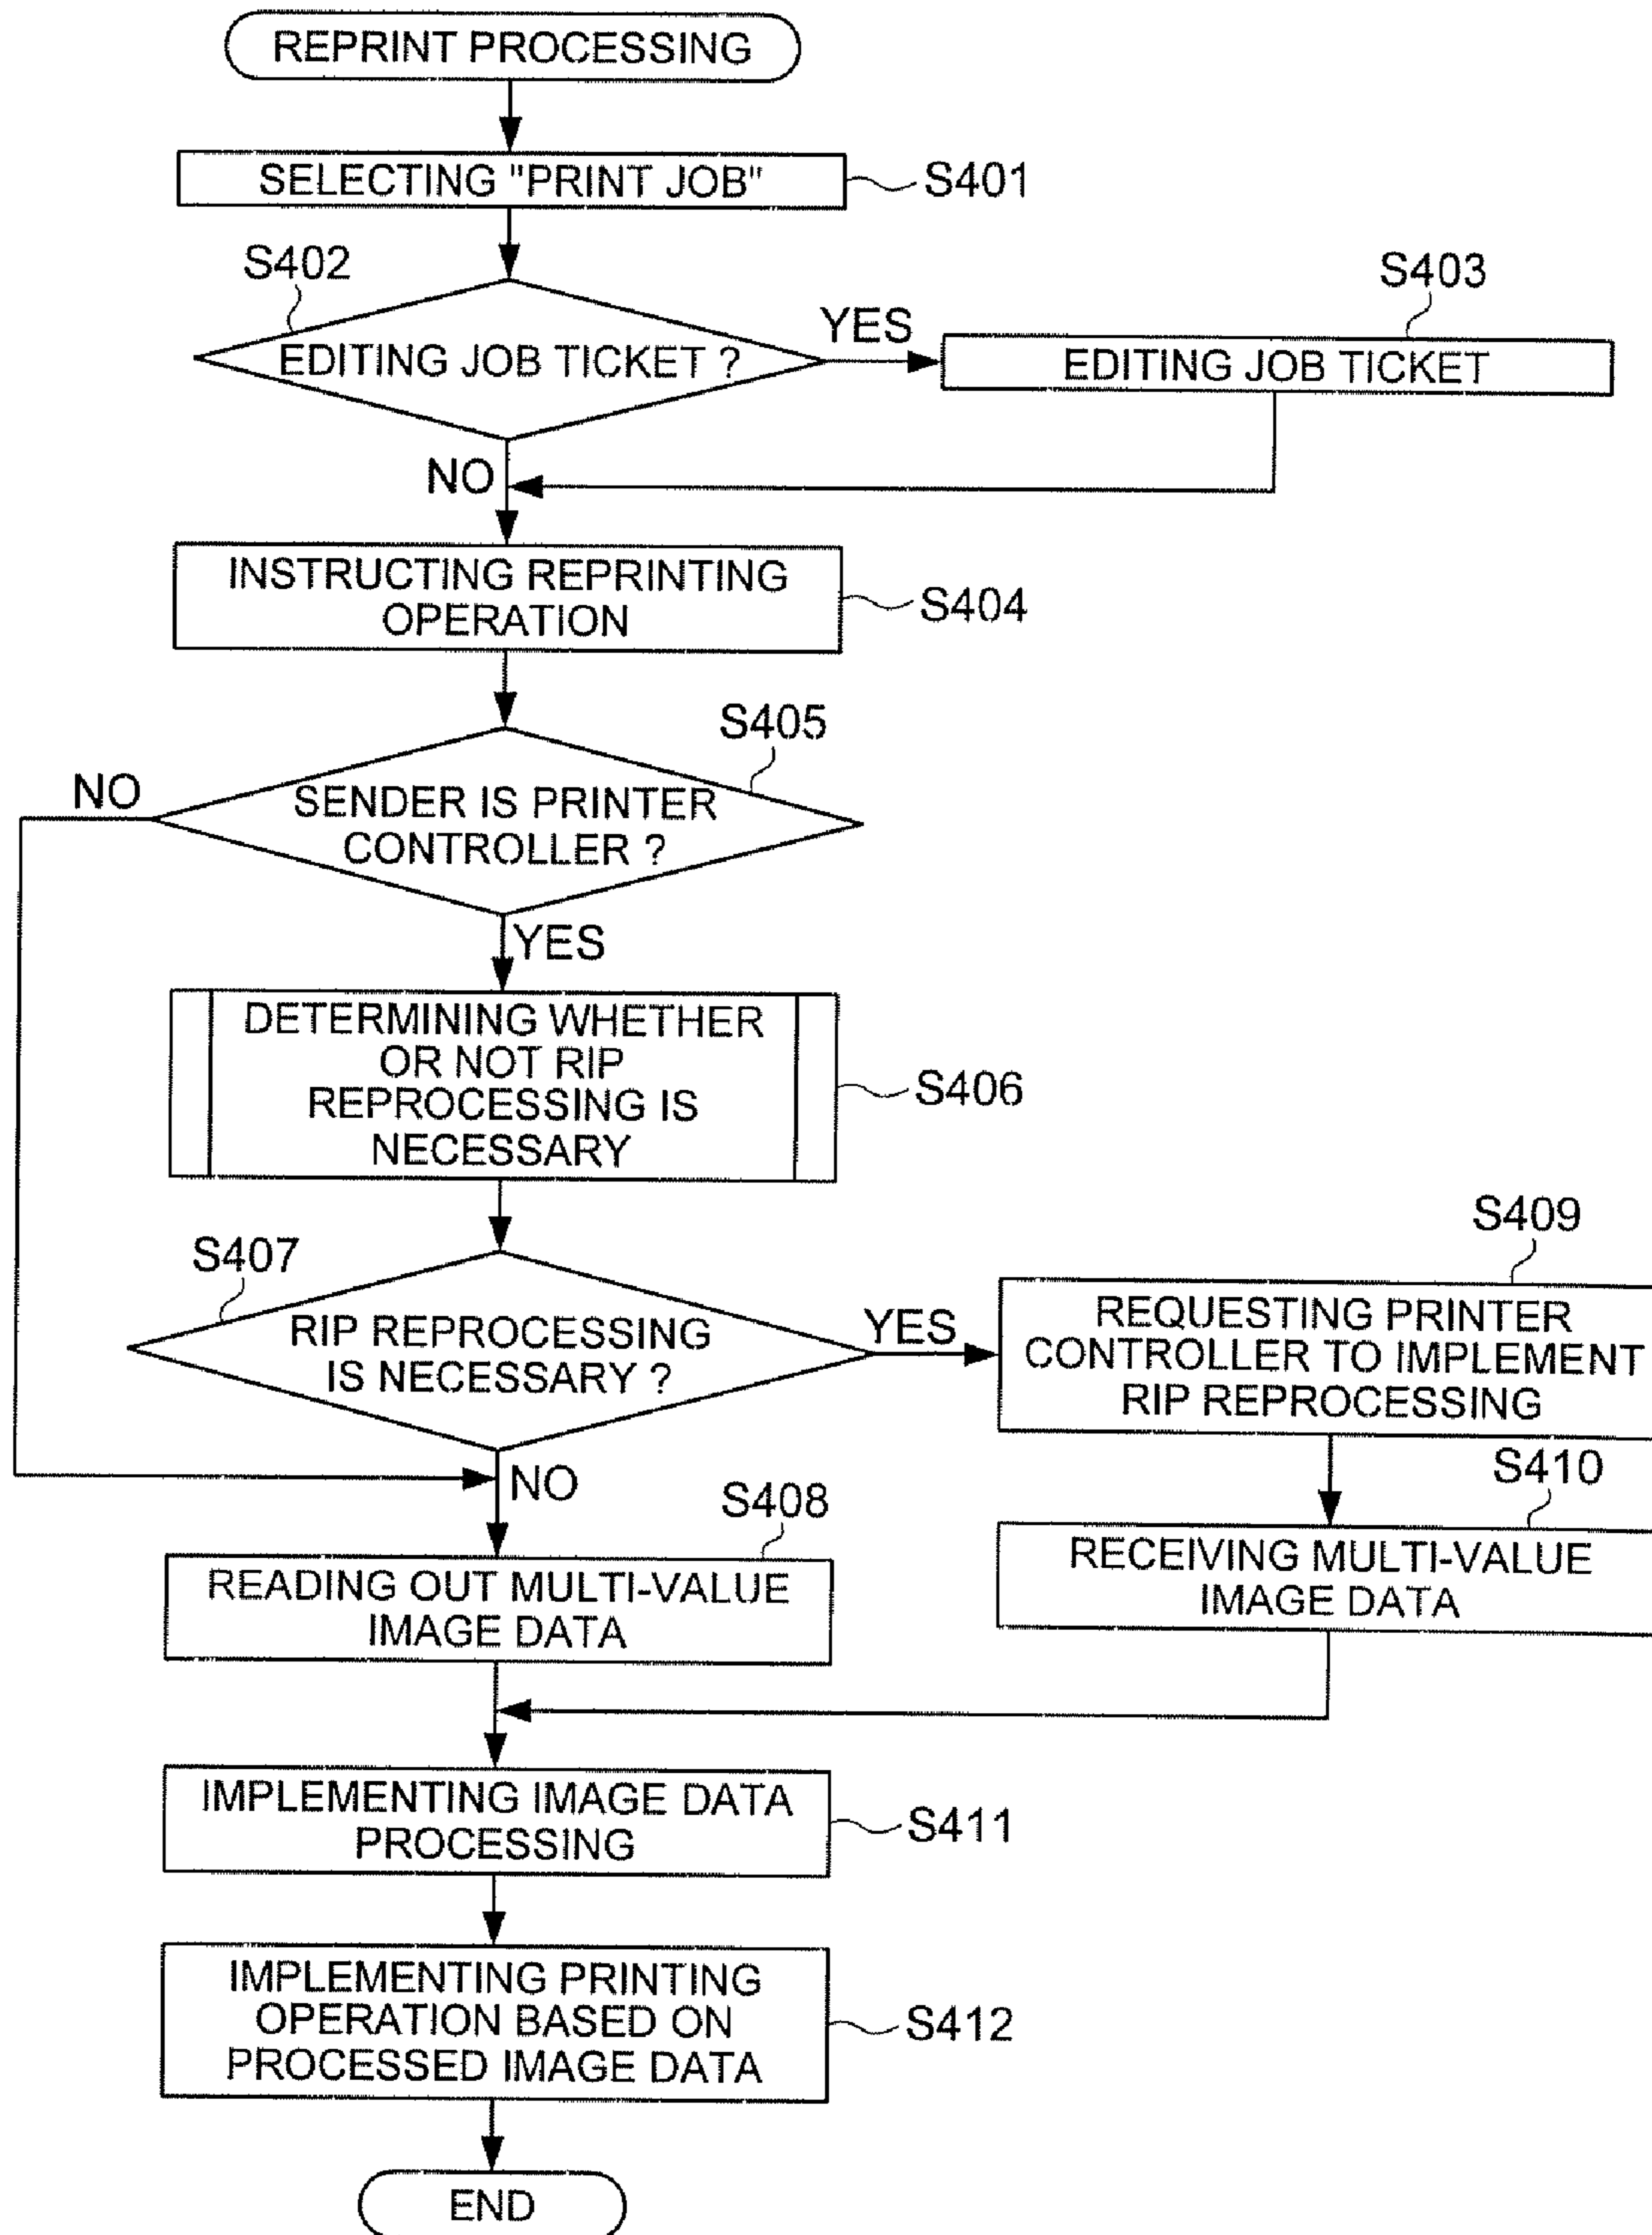 REPRINT PROCESSING
SELECTING "PRINT JOB"
S401
S402
EDITING JOB TICKET ?
YES
S403
EDITING JOB TICKET
NO
INSTRUCTING REPRINTING
OPERATION
S404
S405
NO
SENDER IS PRINTER
CONTROLLER ?
YES
DETERMINING WHETHER
OR NOT RIP
REPROCESSING IS
NECESSARY
S406
S407
RIP REPROCESSING
IS NECESSARY ?
YES
S409
REQUESTING PRINTER
CONTROLLER TO IMPLEMENT
RIP REPROCESSING
NO
S410
RECEIVING MULTI-VALUE
IMAGE DATA
S408
READING OUT MULTI-VALUE
IMAGE DATA
IMPLEMENTING IMAGE DATA
PROCESSING
S411
IMPLEMENTING PRINTING
OPERATION BASED ON
PROCESSED IMAGE DATA
S412
END